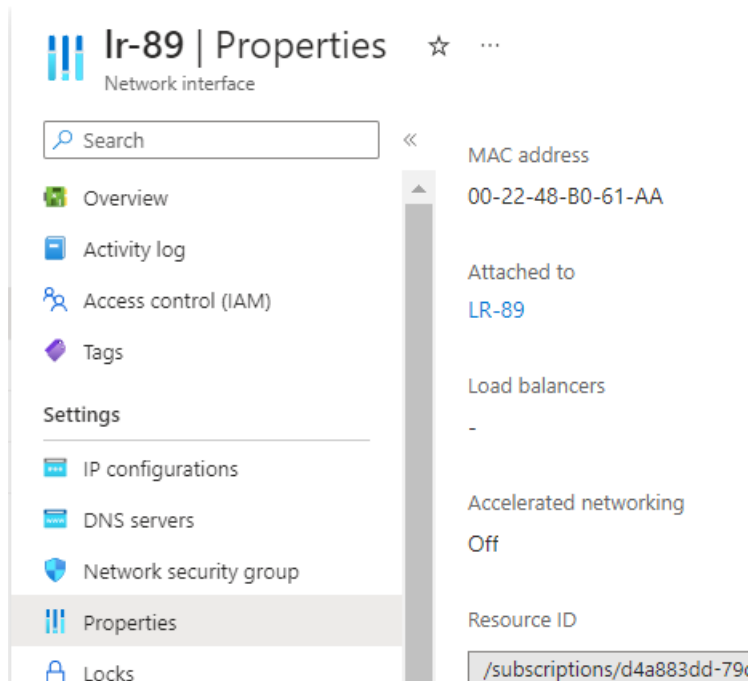 lr-89 | Properties
Network interface
Search
Overview
Activity log
Access control (IAM)
Tags
Settings
IP configurations
DNS servers
Network security group
Properties
Locks
MAC address
00-22-48-B0-61-AA
Attached to
LR-89
Load balancers
-
Accelerated networking
Off
Resource ID
/subscriptions/d4a883dd-79